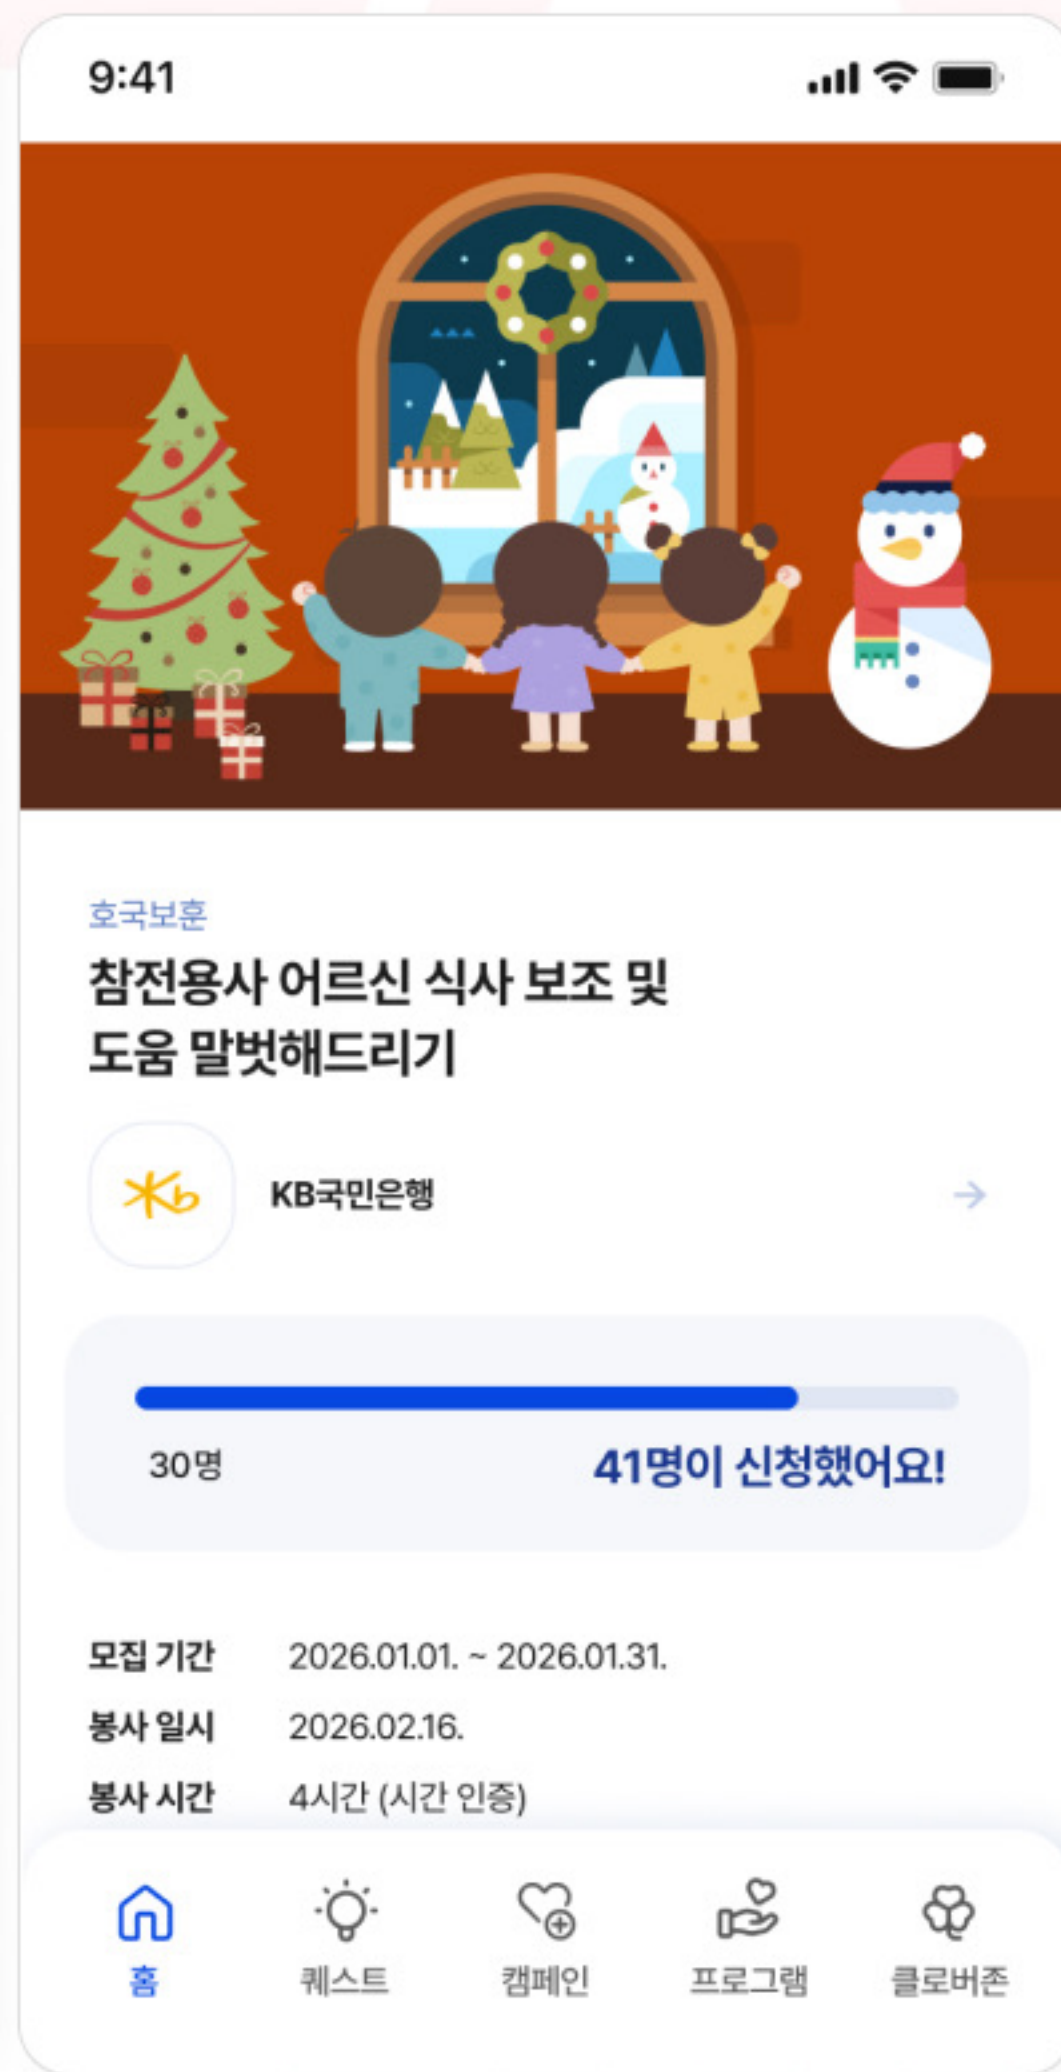 9:41
호국보훈
참전용사 어르신 식사 보조 및
도움 말벗해드리기
Kb
KB국민은행
30명
41명이 신청했어요!
모집 기간 2026.01.01. ~ 2026.01.31.
봉사 일시 2026.02.16.
봉사 시간 4시간 (시간 인증)
홈 퀘스트 캠페인 프로그램 클로버존